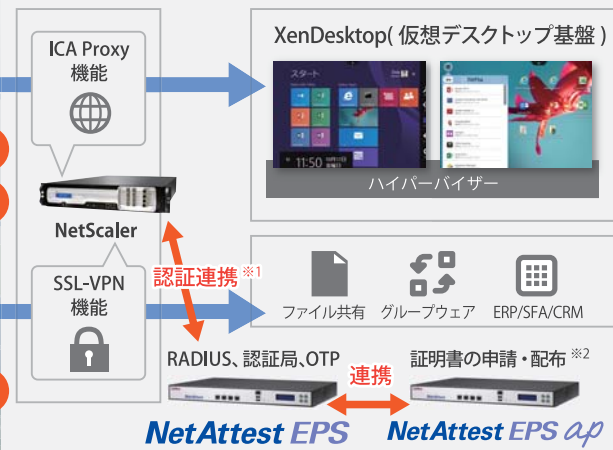 ICA Proxy
機能
NetScaler
SSL-VPN
機能
XenDesktop( 仮想デスクトップ基盤 )
スタート
11:50
ハイパーバイザー
認証連携 ※1
ファイル共有
グループウェア
ERP/SFA/CRM
RADIUS、認証局、OTP
連携
証明書の申請・配布 ※2
NetAttest EPS
NetAttest EPS ap